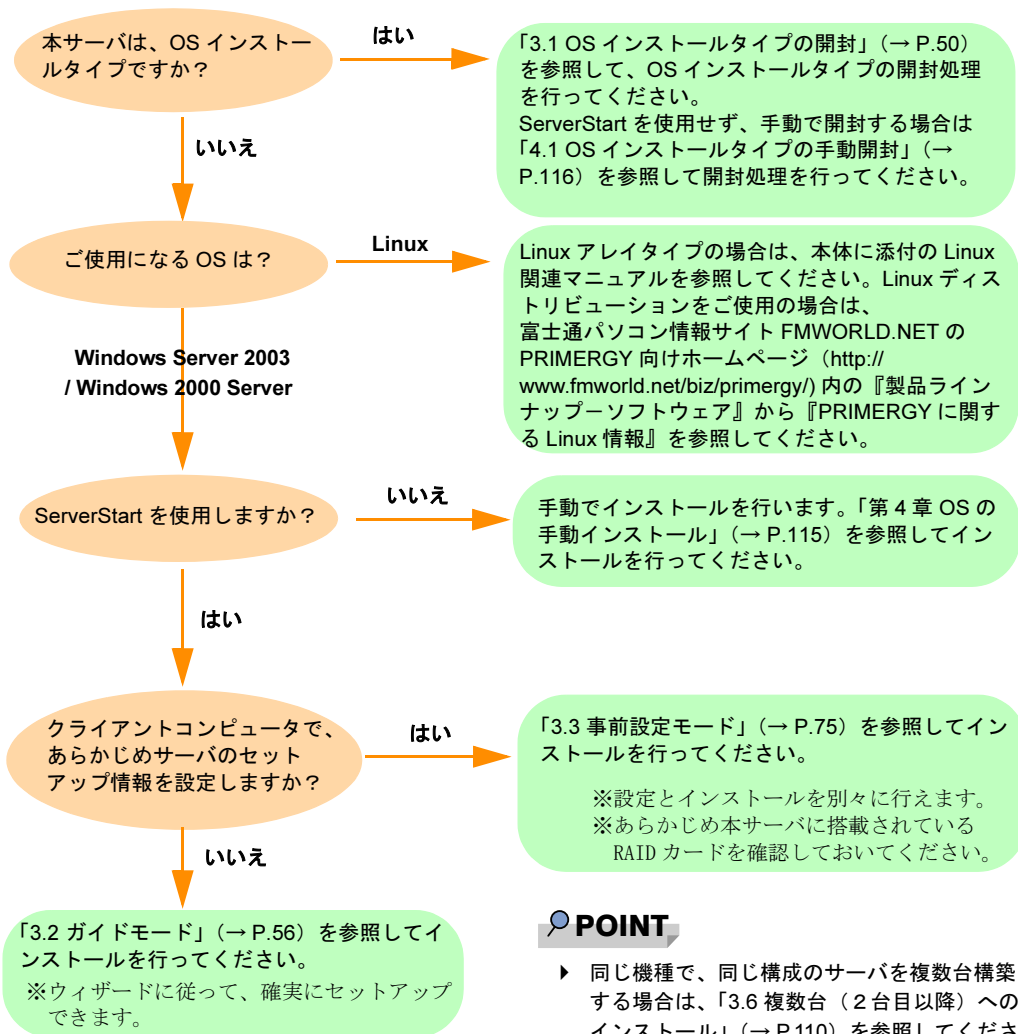 本サーバは、OS インストー
ルタイプですか？
はい
「3.1 OS インストールタイプの開封」（→ P.50）
を参照して、OS インストールタイプの開封処理
を行ってください。
ServerStart を使用せず、手動で開封する場合は
「4.1 OS インストールタイプの手動開封」（→
P.116）を参照して開封処理を行ってください。
いいえ
ご使用になる OS は？
Linux
Linux アレイタイプの場合は、本体に添付の Linux
関連マニュアルを参照してください。Linux ディス
トリビューションをご使用の場合は、
富士通パソコン情報サイト FMWORLD.NET の
PRIMERGY 向けホームページ（http://
www.fmworld.net/biz/primergy/) 内の『製品ライン
ナップ－ソフトウェア』から『PRIMERGY に関す
る Linux 情報』を参照してください。
Windows Server 2003
/ Windows 2000 Server
ServerStart を使用しますか？
いいえ
手動でインストールを行います。「第 4 章 OS の
手動インストール」（→ P.115）を参照してイン
ストールを行ってください。
はい
クライアントコンピュータで、
あらかじめサーバのセット
アップ情報を設定しますか？
はい
「3.3 事前設定モード」（→ P.75）を参照してイン
ストールを行ってください。
※設定とインストールを別々に行えます。
※あらかじめ本サーバに搭載されている
RAID カードを確認しておいてください。
いいえ
「3.2 ガイドモード」（→ P.56）を参照してイ
ンストールを行ってください。
※ウィザードに従って、確実にセットアップ
できます。
POINT
同じ機種で、同じ構成のサーバを複数台構築
する場合は、「3.6 複数台（２台目以降）への
インストール」（→ P.110）を参照してくださ